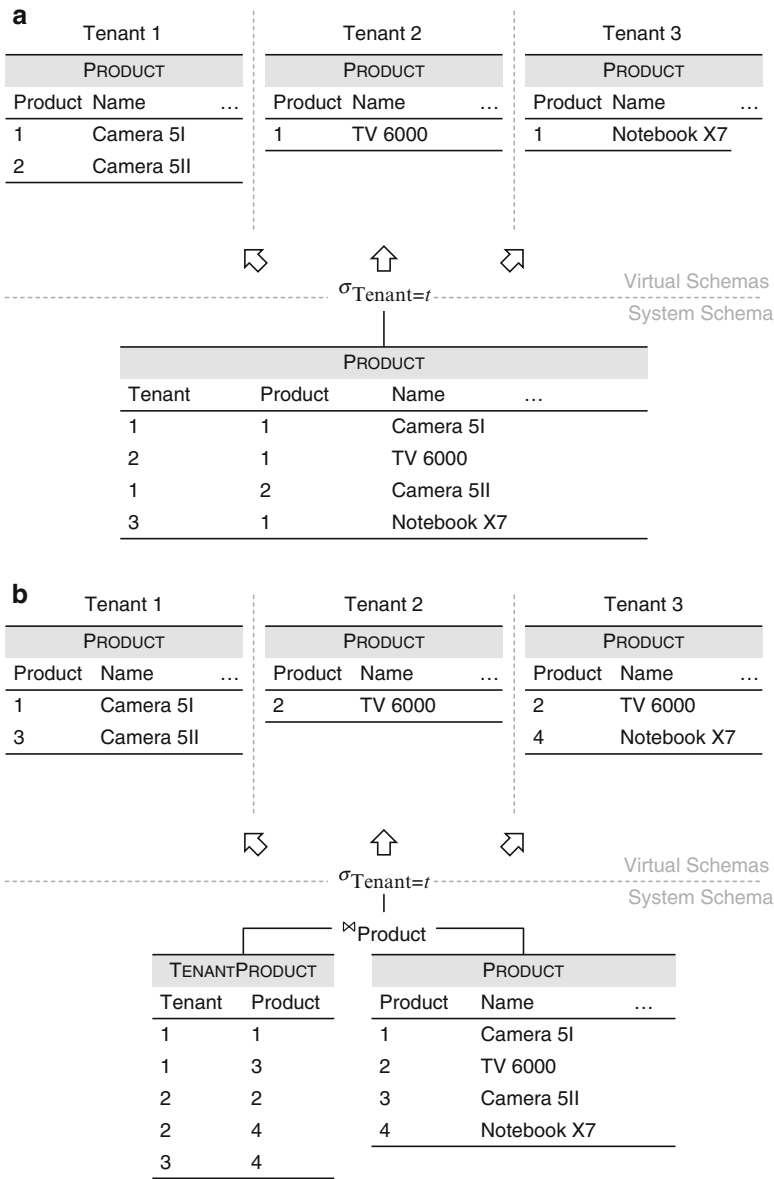 a
Tenant 1 Tenant 2 Tenant 3
PRODUCT PRODUCT PRODUCT
Product Name … Product Name … Product Name …
1 Camera 5I 1 TV 6000 1 Notebook X7
2 Camera 5II
σTenant=t
Virtual Schemas
System Schema
PRODUCT
Tenant Product Name …
1 1 Camera 5I
2 1 TV 6000
1 2 Camera 5II
3 1 Notebook X7
b
Tenant 1 Tenant 2 Tenant 3
PRODUCT PRODUCT PRODUCT
Product Name … Product Name … Product Name …
1 Camera 5I 2 TV 6000 2 TV 6000
3 Camera 5II 4 Notebook X7
σTenant=t
Virtual Schemas
System Schema
⋈Product
TENANTPRODUCT PRODUCT
Tenant Product Product Name …
1 1 1 Camera 5I
1 3 2 TV 6000
2 2 3 Camera 5II
2 4 4 Notebook X7
3 4